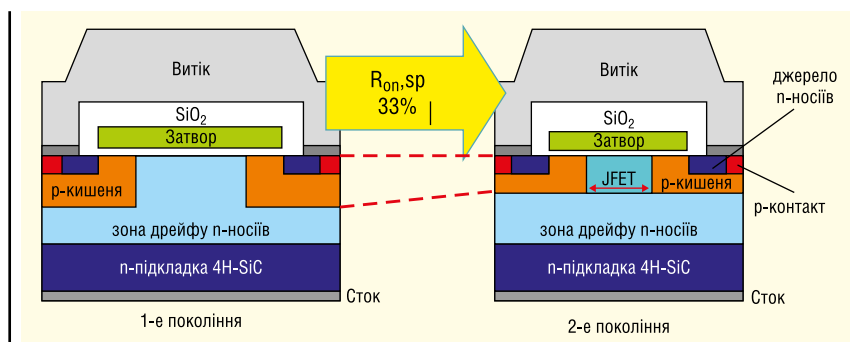 Витік
SiO₂
Затвор
р-кишеня
зона дрейфу n-носіїв
n-підкладка 4H-SiC
Сток
1-е покоління
Rₒₙ,sp
33%
Витік
SiO₂
Затвор
JFET
р-кишеня
зона дрейфу n-носіїв
n-підкладка 4H-SiC
Сток
2-е покоління
джерело
n-носіїв
р-контакт